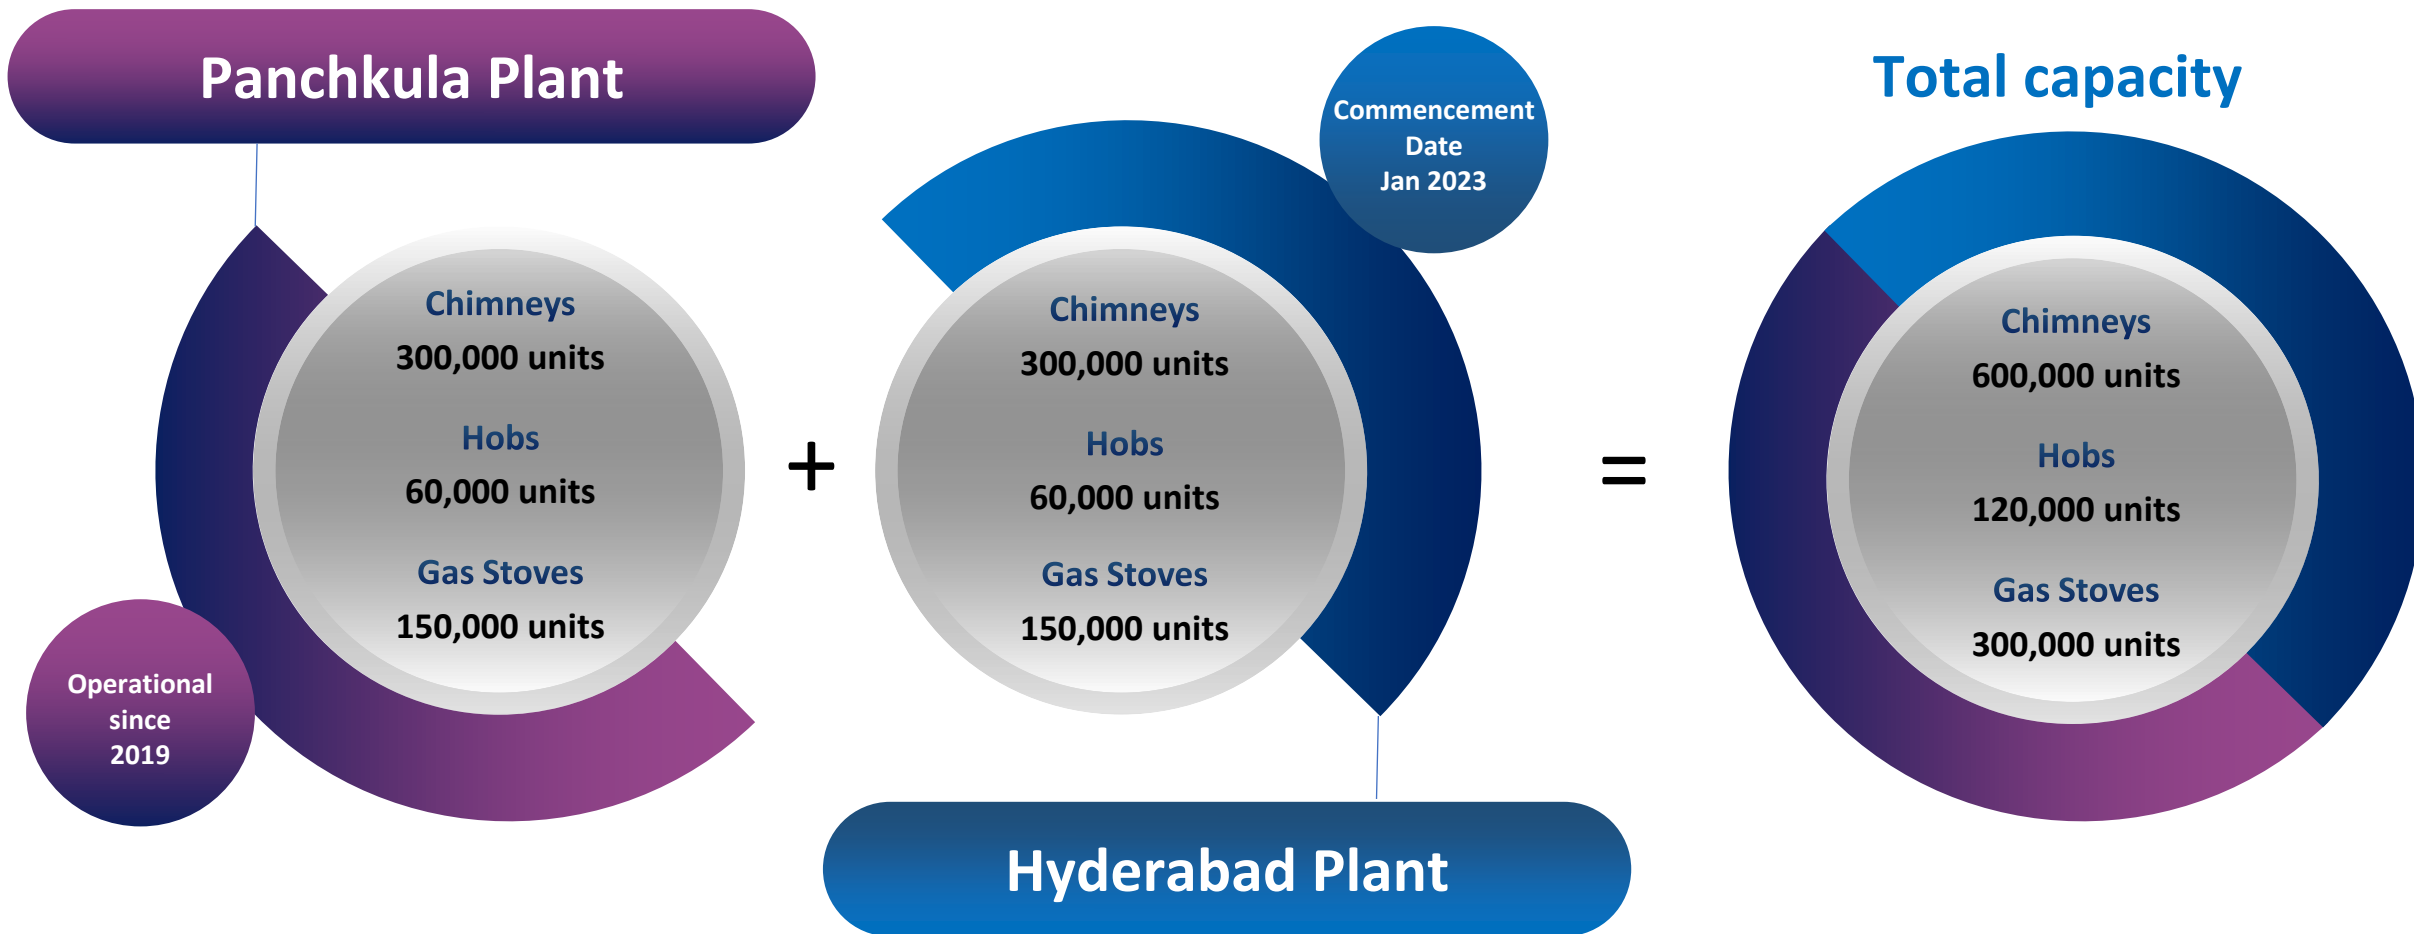 Panchkula Plant
Chimneys
300,000 units
Hobs
60,000 units
Gas Stoves
150,000 units
Operational
since
2019
+
Commencement
Date
Jan 2023
Chimneys
300,000 units
Hobs
60,000 units
Gas Stoves
150,000 units
Hyderabad Plant
=
Total capacity
Chimneys
600,000 units
Hobs
120,000 units
Gas Stoves
300,000 units